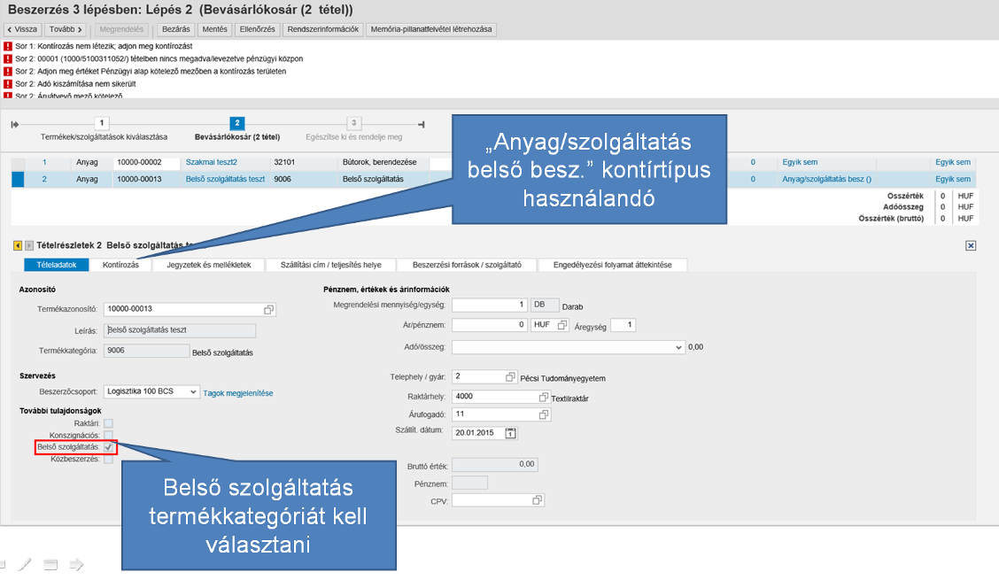 Beszerzés 3 lépésben: Lépés 2 (Bevásárlókosár (2 tétel))
Vissza Tovább Megrendelés Bezárás Mentés Ellenőrzés Rendszerinformációk Memória-pillanatfelvétel létrehozása
Sor 1: Kontírozás nem létezik; adjon meg kontírozást
Sor 2: 00001 (1000/5100311052/) tételben nincs megadva/levezetve pénzügyi központ
Sor 2: Adjon meg értéket Pénzügyi alap kötelező mezőben a kontírozás területen
Sor 2: Adó kiszámítása nem sikerült
Sor 2: Áruátvevő mező kötelező
1 2 3
Termékek/szolgáltatások kiválasztása Bevásárlókosár (2 tétel) Egészítse ki és rendelje meg
„Anyag/szolgáltatás
belső besz.” kontírtípus
használandó
1 Anyag 10000-00002 Szakmai teszt2 32101 Bútorok, berendezése 0 Egyik sem Egyik sem
2 Anyag 10000-00013 Belső szolgáltatás teszt 9006 Belső szolgáltatás 0 Anyag/szolgáltatás besz () Egyik sem
Összérték 0 HUF
Adóösszeg 0 HUF
Összérték (bruttó) 0 HUF
Tételrészletek 2 Belső szolgáltatás
Tételadatok Kontírozás Jegyzetek és mellékletek Szállítási cím / teljesítés helye Beszerzési források / szolgáltató Engedélyezési folyamat áttekintése
Azonosító
Termékazonosító: 10000-00013
Leírás: Belső szolgáltatás teszt
Termékkategória: 9006 Belső szolgáltatás
Szervezés
Beszerzőcsoport: Logisztika 100 BCS Tagok megjelenítése
További tulajdonságok
Raktári:
Konszignációs:
Belső szolgáltatás:
Közbeszerzés:
Pénznem, értékek és árinformációk
Megrendelési mennyiség/egység: 1 DB Darab
Ár/pénznem: 0 HUF Áregység 1
Adó/összeg: 0,00
Telephely / gyár: 2 Pécsi Tudományegyetem
Raktárhely: 4000 Textilraktár
Árufogadó: 11
Szállít. dátum: 20.01.2015
Bruttó érték: 0,00
Pénznem:
CPV:
Belső szolgáltatás
termékkategóriát kell
választani